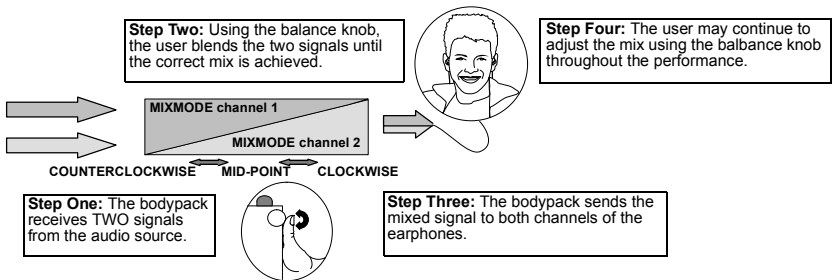 Step Two: Using the balance knob,
the user blends the two signals until
the correct mix is achieved.
Step Four: The user may continue to
adjust the mix using the balbance knob
throughout the performance.
MIXMODE channel 1
MIXMODE channel 2
COUNTERCLOCKWISE MID-POINT CLOCKWISE
Step One: The bodypack
receives TWO signals
from the audio source.
Step Three: The bodypack sends the
mixed signal to both channels of the
earphones.